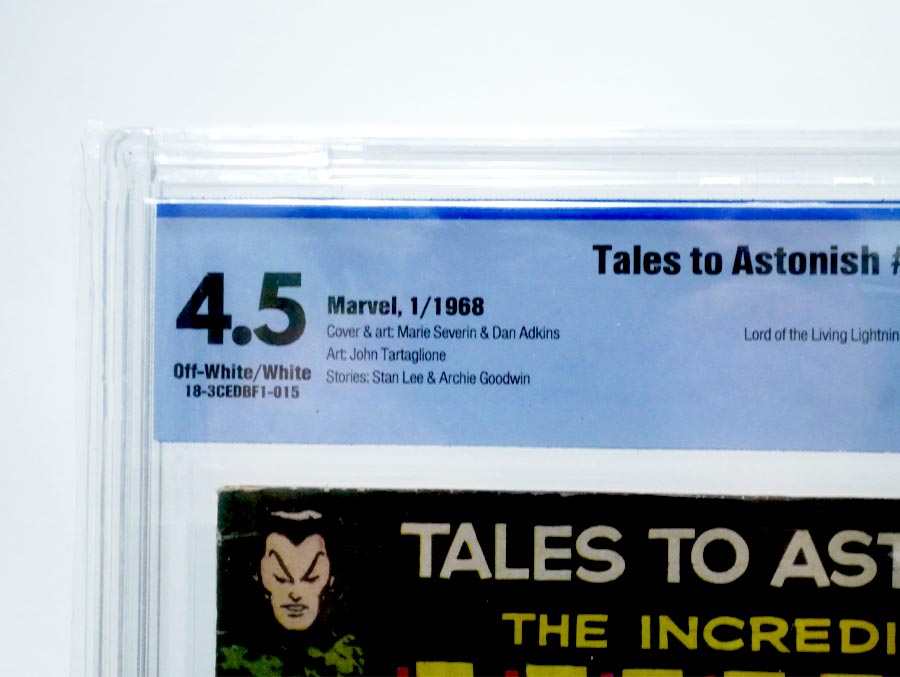 Tales to Astonish #
4.5
Off-White/White
18-3CEDBF1-015
Marvel, 1/1968
Cover & art: Marie Severin & Dan Adkins
Art: John Tartaglione
Stories: Stan Lee & Archie Goodwin
Lord of the Living Lightnin
TALES TO AST
THE INCREDI